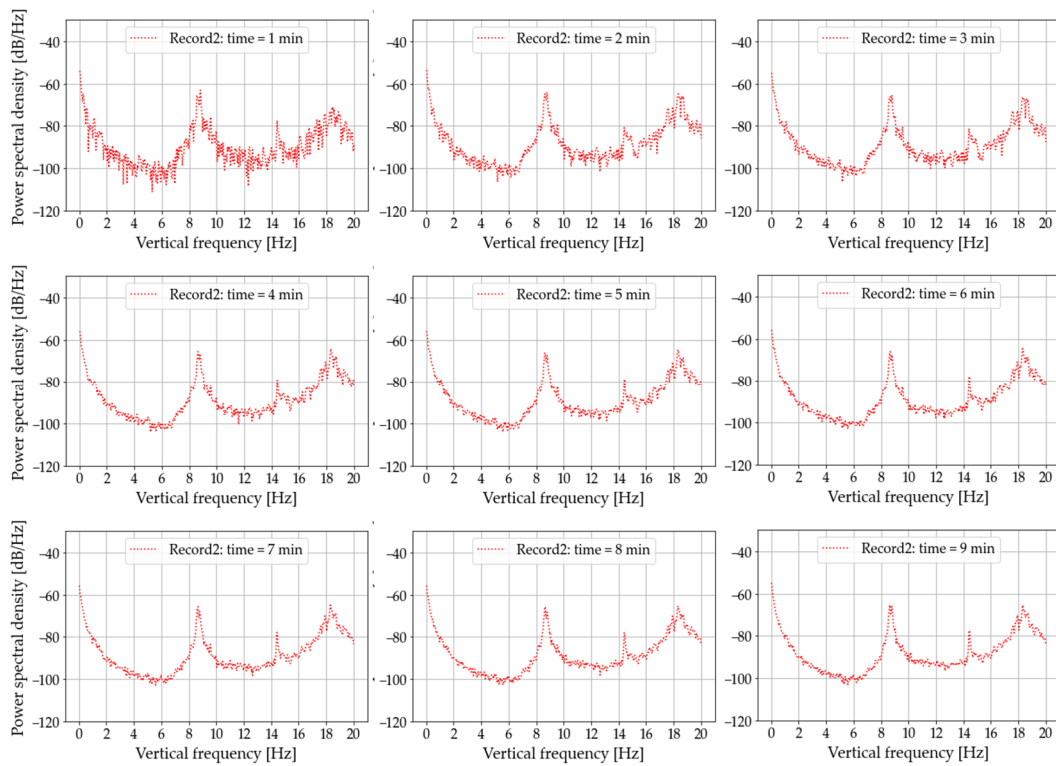 Power spectral density [dB/Hz]
Record2: time = 1 min
−40
−60
−80
−100
−120
0 2 4 6 8 10 12 14 16 18 20
Vertical frequency [Hz]
Record2: time = 2 min
−40
−60
−80
−100
−120
0 2 4 6 8 10 12 14 16 18 20
Vertical frequency [Hz]
Record2: time = 3 min
−40
−60
−80
−100
−120
0 2 4 6 8 10 12 14 16 18 20
Vertical frequency [Hz]
Power spectral density [dB/Hz]
Record2: time = 4 min
−40
−60
−80
−100
−120
0 2 4 6 8 10 12 14 16 18 20
Vertical frequency [Hz]
Record2: time = 5 min
−40
−60
−80
−100
−120
0 2 4 6 8 10 12 14 16 18 20
Vertical frequency [Hz]
Record2: time = 6 min
−40
−60
−80
−100
−120
0 2 4 6 8 10 12 14 16 18 20
Vertical frequency [Hz]
Power spectral density [dB/Hz]
Record2: time = 7 min
−40
−60
−80
−100
−120
0 2 4 6 8 10 12 14 16 18 20
Vertical frequency [Hz]
Record2: time = 8 min
−40
−60
−80
−100
−120
0 2 4 6 8 10 12 14 16 18 20
Vertical frequency [Hz]
Record2: time = 9 min
−40
−60
−80
−100
−120
0 2 4 6 8 10 12 14 16 18 20
Vertical frequency [Hz]